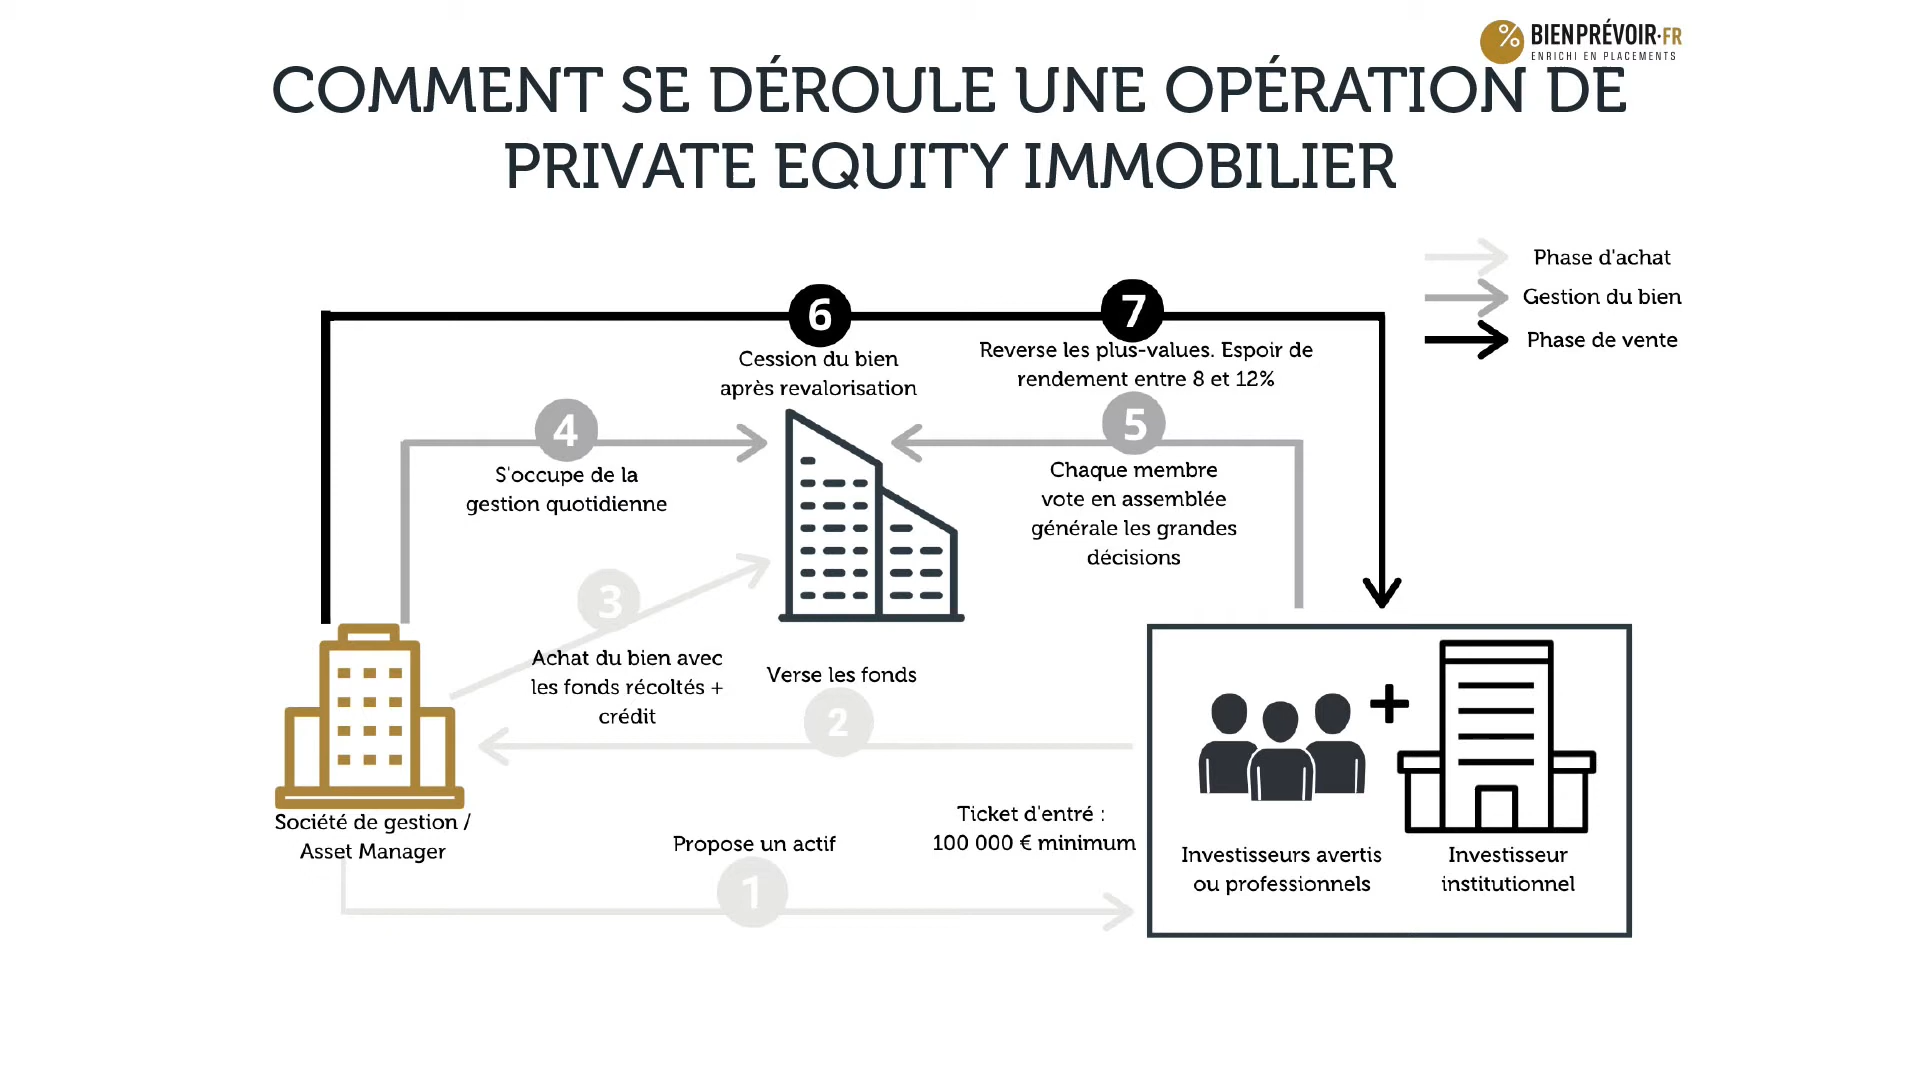 %
BIENPRÉVOIR·FR
ENRICHI EN PLACEMENTS
COMMENT SE DÉROULE UNE OPÉRATION DE
PRIVATE EQUITY IMMOBILIER
Phase d'achat
Gestion du bien
Phase de vente
6
Cession du bien
après revalorisation
7
Reverse les plus-values. Espoir de
rendement entre 8 et 12%
4
S'occupe de la
gestion quotidienne
5
Chaque membre
vote en assemblée
générale les grandes
décisions
3
Achat du bien avec
les fonds récoltés +
crédit
Verse les fonds
2
+
Société de gestion /
Asset Manager
Propose un actif
1
Ticket d'entré :
100 000 € minimum
Investisseurs avertis
ou professionnels
Investisseur
institutionnel